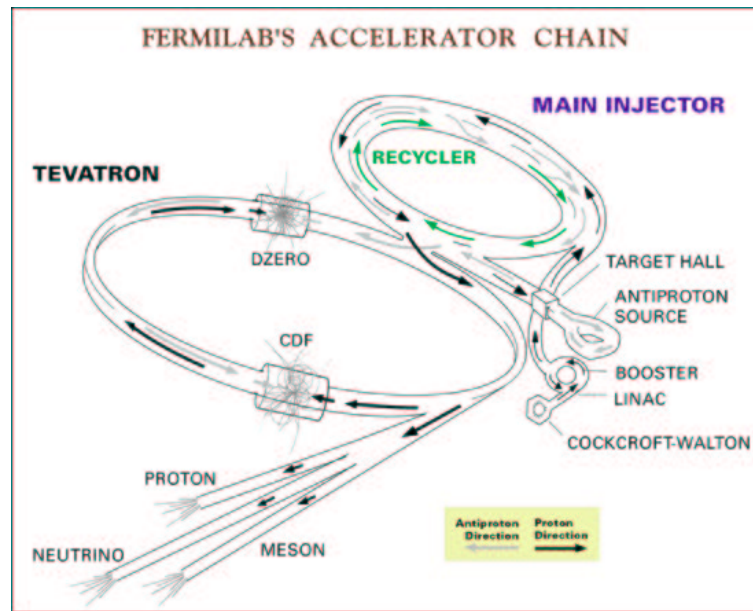 FERMILAB'S ACCELERATOR CHAIN
MAIN INJECTOR
RECYCLER
TEVATRON
DZERO
TARGET HALL
ANTIPROTON
SOURCE
CDF
BOOSTER
LINAC
COCKCROFT-WALTON
PROTON
NEUTRINO
MESON
Antiproton Proton
Direction Direction